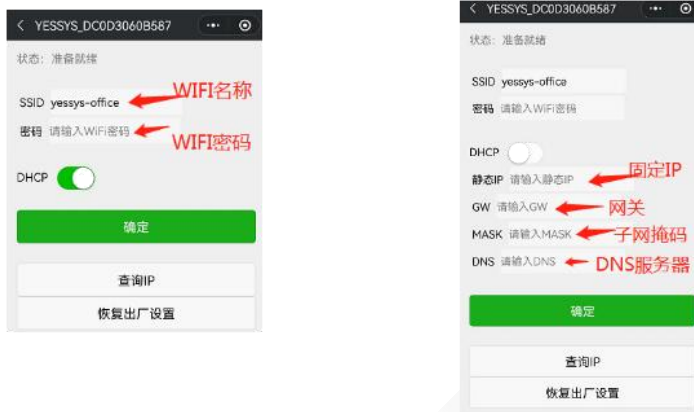 YESSYS_DC0D3060B587
状态: 准备就绪
SSID yessys-office
WIFI名称
密码 请输入WiFi密码
WIFI密码
DHCP
确定
查询IP
恢复出厂设置
YESSYS_DC0D3060B587
状态: 准备就绪
SSID yessys-office
密码 请输入WiFi密码
DHCP
静态IP 请输入静态IP
固定IP
GW 请输入GW
网关
MASK 请输入MASK
子网掩码
DNS 请输入DNS
DNS服务器
确定
查询IP
恢复出厂设置